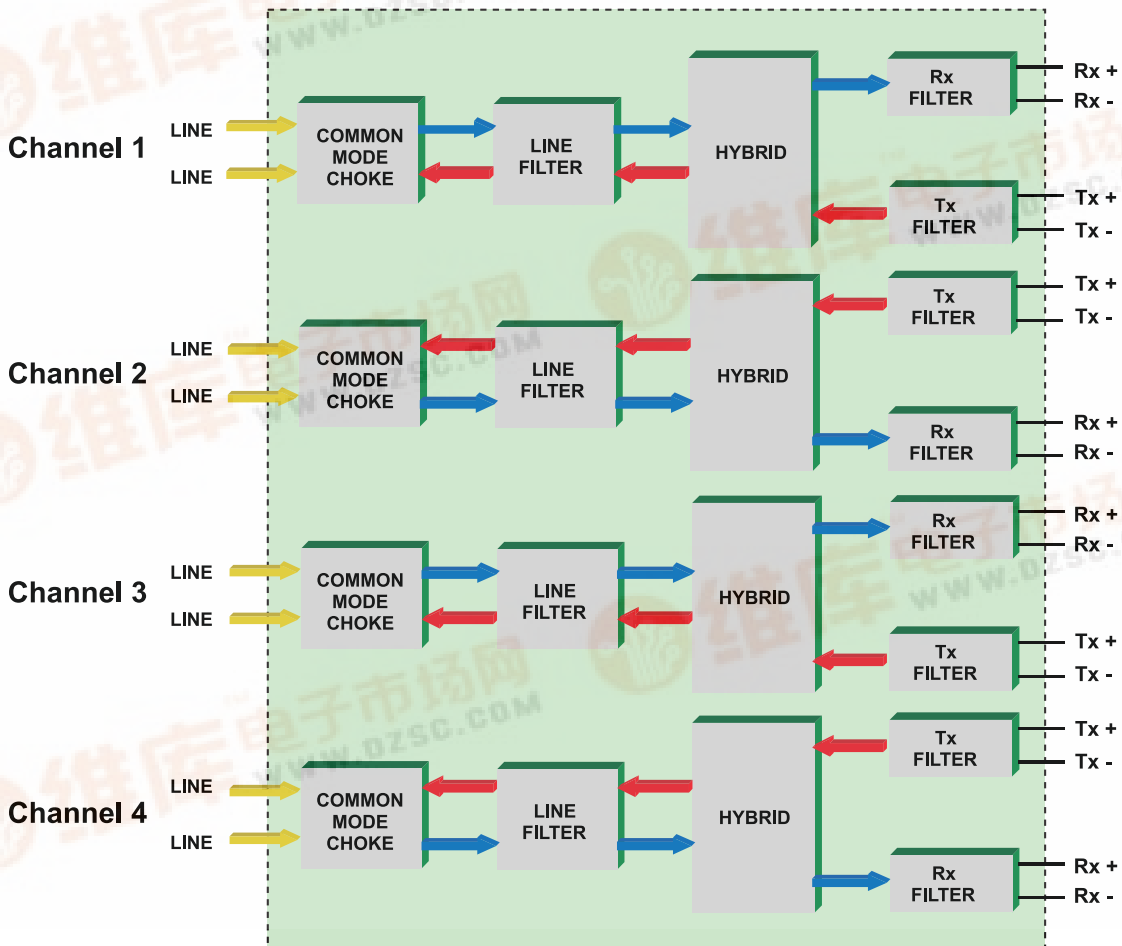 Channel 1
LINE
LINE
COMMON
MODE
CHOKE
LINE
FILTER
HYBRID
Rx
FILTER
Rx +
Rx -
Tx
FILTER
Tx +
Tx -
Channel 2
LINE
LINE
COMMON
MODE
CHOKE
LINE
FILTER
HYBRID
Tx
FILTER
Tx +
Tx -
Rx
FILTER
Rx +
Rx -
Channel 3
LINE
LINE
COMMON
MODE
CHOKE
LINE
FILTER
HYBRID
Rx
FILTER
Rx +
Rx -
Tx
FILTER
Tx +
Tx -
Channel 4
LINE
LINE
COMMON
MODE
CHOKE
LINE
FILTER
HYBRID
Tx
FILTER
Tx +
Tx -
Rx
FILTER
Rx +
Rx -
维库电子市场网
WWW.DZSC.COM